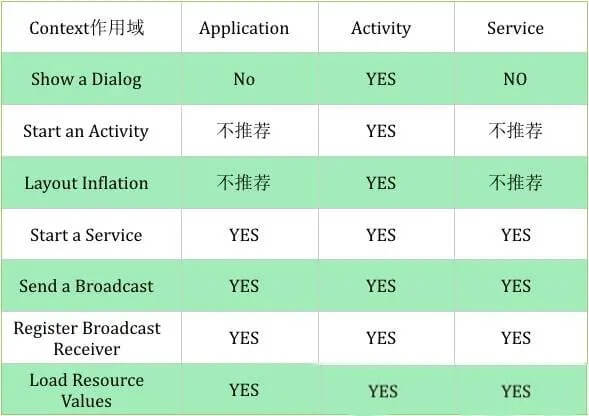 Context作用域 Application Activity Service
Show a Dialog No YES NO
Start an Activity 不推荐 YES 不推荐
Layout Inflation 不推荐 YES 不推荐
Start a Service YES YES YES
Send a Broadcast YES YES YES
Register Broadcast
Receiver YES YES YES
Load Resource
Values YES YES YES